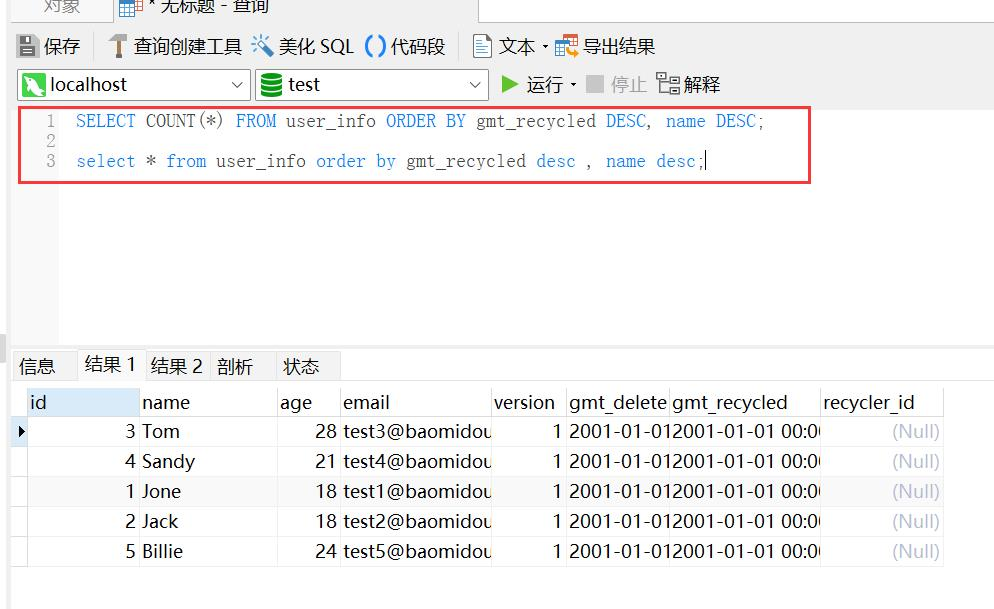 对象 * 无标题 - 查询
保存 查询创建工具 美化 SQL () 代码段 文本 导出结果
localhost test 运行 停止 解释
1 SELECT COUNT(*) FROM user_info ORDER BY gmt_recycled DESC, name DESC;
2
3 select * from user_info order by gmt_recycled desc , name desc;
信息 结果 1 结果 2 剖析 状态
id name age email version gmt_delete gmt_recycled recycler_id
3 Tom 28 test3@baomidou 1 2001-01-01 2001-01-01 00:00 (Null)
4 Sandy 21 test4@baomidou 1 2001-01-01 2001-01-01 00:00 (Null)
1 Jone 18 test1@baomidou 1 2001-01-01 2001-01-01 00:00 (Null)
2 Jack 18 test2@baomidou 1 2001-01-01 2001-01-01 00:00 (Null)
5 Billie 24 test5@baomidou 1 2001-01-01 2001-01-01 00:00 (Null)